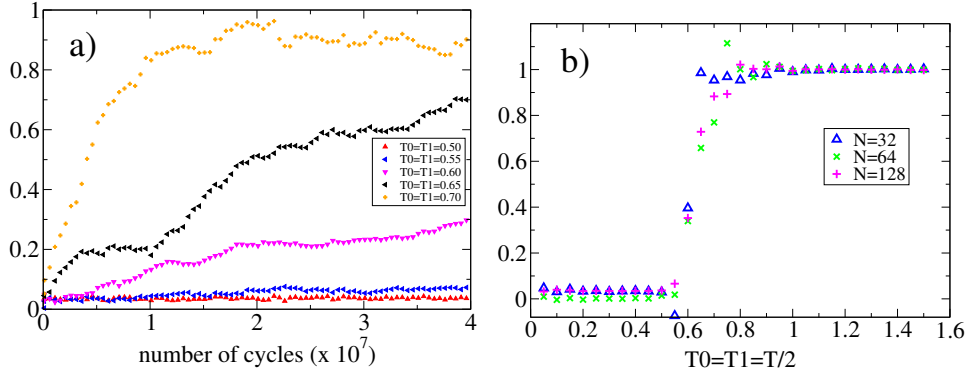 a)
1
0.8
0.6
0.4
0.2
0
0 1 2 3 4
number of cycles (x 10⁷)
T0=T1=0.50
T0=T1=0.55
T0=T1=0.60
T0=T1=0.65
T0=T1=0.70
b)
1
0.8
0.6
0.4
0.2
0
0 0.2 0.4 0.6 0.8 1 1.2 1.4 1.6
T0=T1=T/2
N=32
N=64
N=128